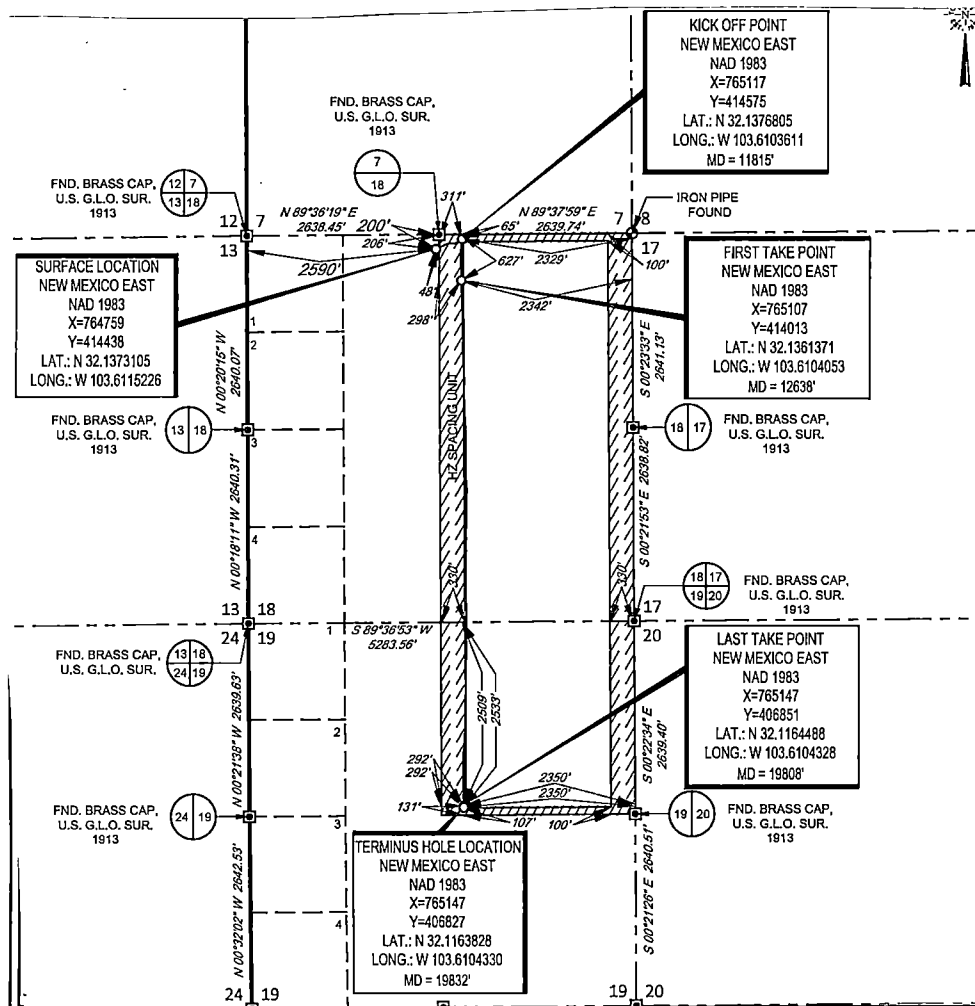 N
KICK OFF POINT
NEW MEXICO EAST
NAD 1983
X=765117
Y=414575
LAT.: N 32.1376805
LONG.: W 103.6103611
MD = 11815'
FND. BRASS CAP,
U.S. G.L.O. SUR.
1913
7
18
FND. BRASS CAP,
U.S. G.L.O. SUR.
1913
12 7
13 18
12 7
13
N 89°36'19" E
2638.45'
200'
206'
311'
65'
N 89°37'59" E
2639.74'
7 8
17
IRON PIPE
FOUND
2590'
48'
298'
627'
2329'
100'
2342'
SURFACE LOCATION
NEW MEXICO EAST
NAD 1983
X=764759
Y=414438
LAT.: N 32.1373105
LONG.: W 103.6115226
FIRST TAKE POINT
NEW MEXICO EAST
NAD 1983
X=765107
Y=414013
LAT.: N 32.1361371
LONG.: W 103.6104053
MD = 12638'
1
2
N 00°20'15" W
2640.07'
S 00°23'33" E
2641.13'
HZ SPACING UNIT
FND. BRASS CAP,
U.S. G.L.O. SUR.
1913
13 18
3
18 17
FND. BRASS CAP,
U.S. G.L.O. SUR.
1913
N 00°18'11" W 2640.31'
4
S 00°21'53" E 2638.82'
330'
330'
18 17
19 20
FND. BRASS CAP,
U.S. G.L.O. SUR.
1913
13 18
24 19
1
S 89°36'53" W
5283.56'
17
20
FND. BRASS CAP,
U.S. G.L.O. SUR.
13 18
24 19
LAST TAKE POINT
NEW MEXICO EAST
NAD 1983
X=765147
Y=406851
LAT.: N 32.1164488
LONG.: W 103.6104328
MD = 19808'
N 00°21'38" W 2639.63'
2
2509'
2533'
S 00°22'34" E
2639.40'
292'
292'
2350'
2350'
131'
107'
100'
FND. BRASS CAP,
U.S. G.L.O. SUR.
1913
24 19
3
19 20
FND. BRASS CAP,
U.S. G.L.O. SUR.
1913
TERMINUS HOLE LOCATION
NEW MEXICO EAST
NAD 1983
X=765147
Y=406827
LAT.: N 32.1163828
LONG.: W 103.6104330
MD = 19832'
N 00°32'02" W 2642.53'
4
S 00°21'26" E 2640.51'
24 19
19 20